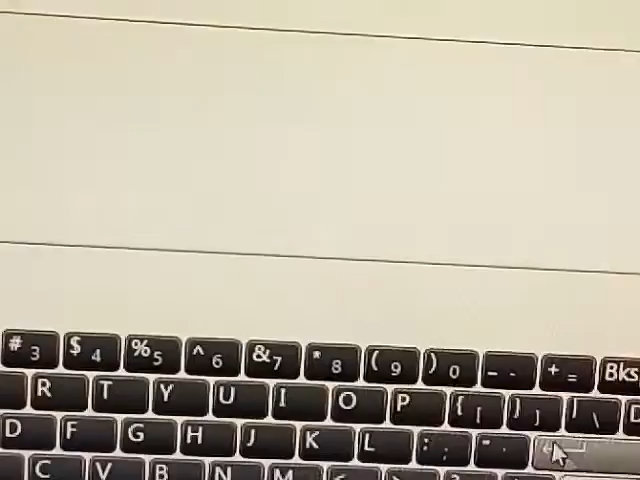 # 3 $ 4 % 5 ^ 6 & 7 * 8 ( 9 ) 0 _ - + = Bks
R T Y U I O P { [ } ] | \
D F G H J K L : ; " '
C V B N M < > ?